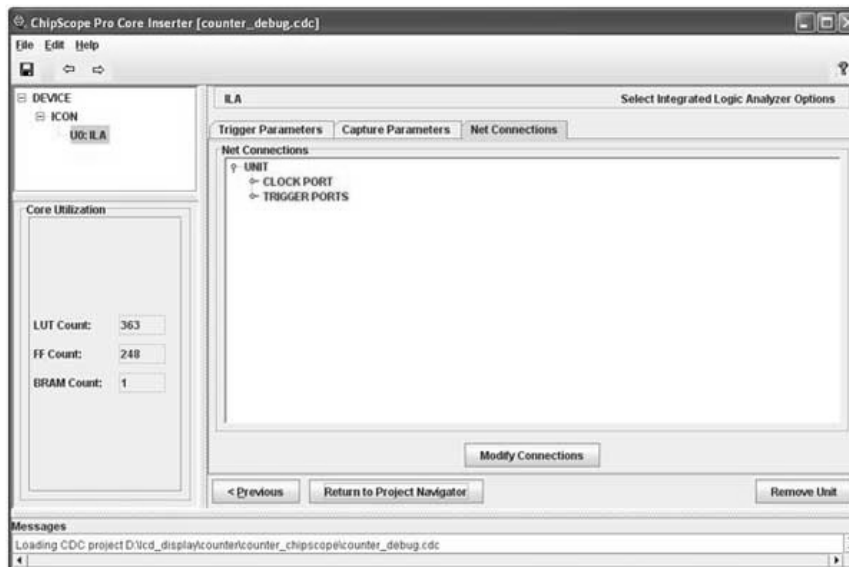 ChipScope Pro Core Inserter [counter_debug.cdc]
File Edit Help
DEVICE
ICON
U0: ILA
ILA
Select Integrated Logic Analyzer Options
Trigger Parameters
Capture Parameters
Net Connections
Net Connections
UNIT
CLOCK PORT
TRIGGER PORTS
Core Utilization
LUT Count: 363
FF Count: 248
BRAM Count: 1
Modify Connections
< Previous
Return to Project Navigator
Remove Unit
Messages
Loading CDC project D:\lcd_display\counter\counter_chipscope\counter_debug.cdc